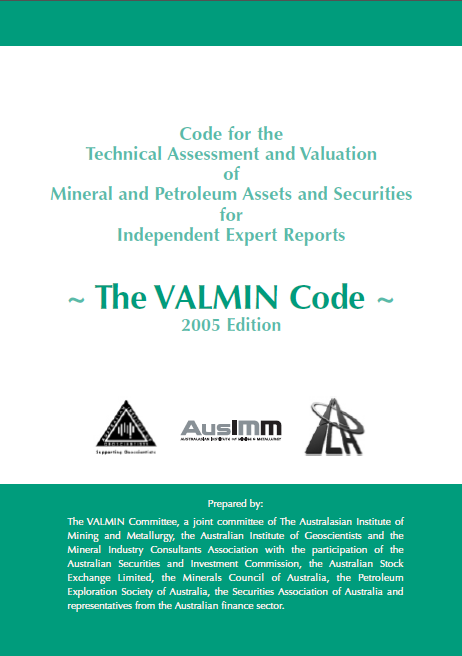 Code for the
Technical Assessment and Valuation
of
Mineral and Petroleum Assets and Securities
for
Independent Expert Reports
~ The VALMIN Code ~
2005 Edition
GEOSCIENTISTS
Supporting Geoscientists
AusIMM
AUSTRALASIAN INSTITUTE OF MINING & METALLURGY
Prepared by:
The VALMIN Committee, a joint committee of The Australasian Institute of
Mining and Metallurgy, the Australian Institute of Geoscientists and the
Mineral Industry Consultants Association with the participation of the
Australian Securities and Investment Commission, the Australian Stock
Exchange Limited, the Minerals Council of Australia, the Petroleum
Exploration Society of Australia, the Securities Association of Australia and
representatives from the Australian finance sector.